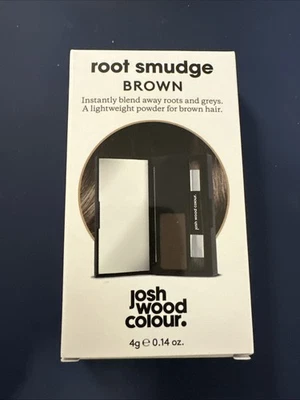 root smudge
BROWN
Instantly blend away roots and greys.
A lightweight powder for brown hair.
josh wood colour.
josh
wood
colour.
4g ℮ 0.14 oz.